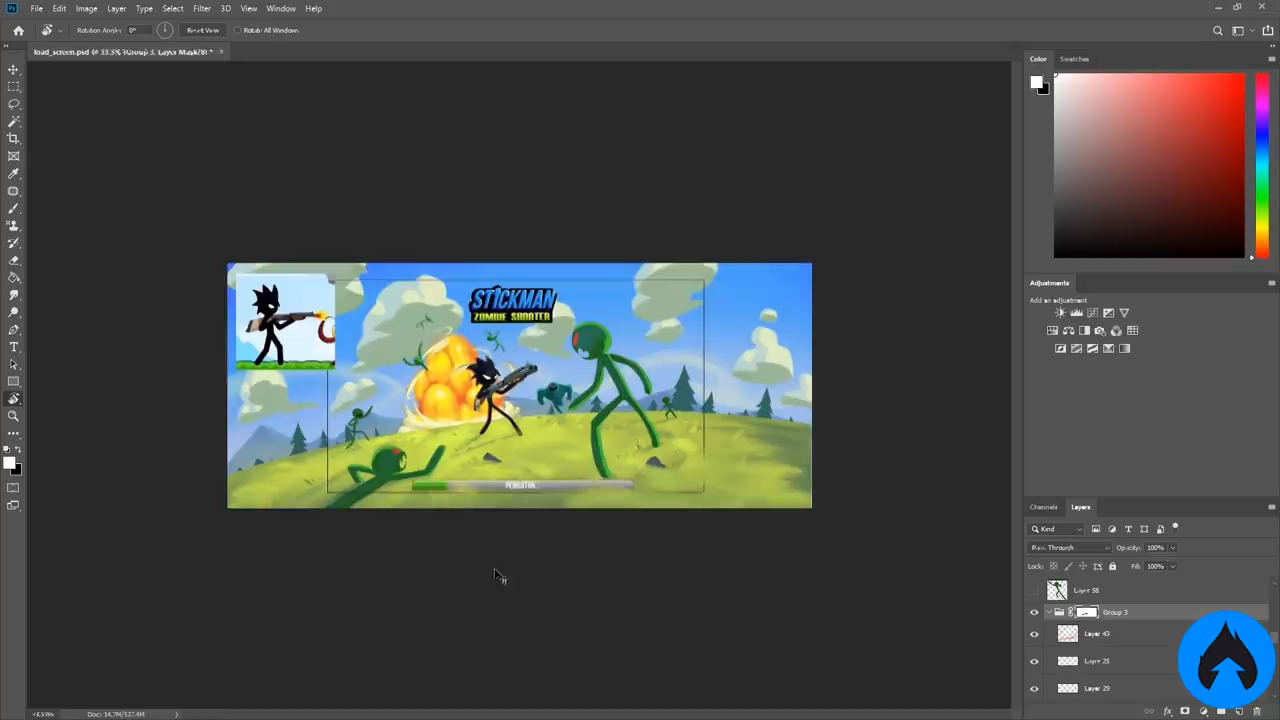 Ps File Edit Image Layer Type Select Filter 3D View Window Help
Rotation Angle: 0° Reset View Rotate All Windows
load_screen.psd @ 33.3% (Group 3, Layer Mask/8) *
Color Swatches
STICKMAN
ZOMBIE SHOOTER
Adjustments
Add an adjustment
Channels Layers
Kind
Pass Through Opacity: 100%
Lock: Fill: 100%
Layer 58
Group 3
Layer 43
Layer 25
Layer 29
Doc: 14.7M/537.4M